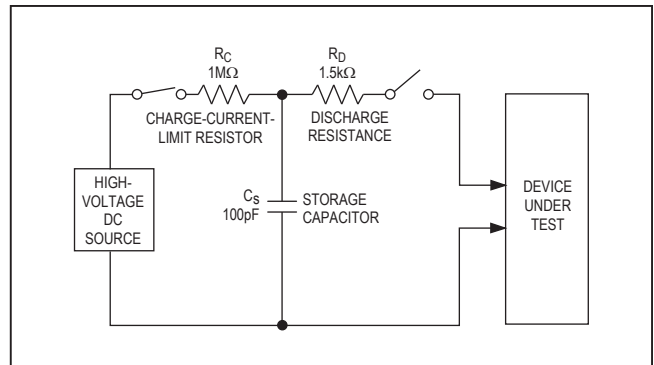 RC
1MΩ
CHARGE-CURRENT-
LIMIT RESISTOR
RD
1.5kΩ
DISCHARGE
RESISTANCE
HIGH-
VOLTAGE
DC
SOURCE
CS
100pF
STORAGE
CAPACITOR
DEVICE
UNDER
TEST